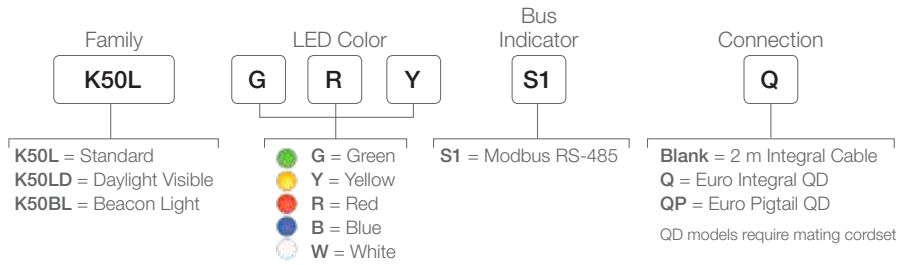 Family
LED Color
Bus
Indicator
Connection
K50L
G
R
Y
S1
Q
K50L = Standard
K50LD = Daylight Visible
K50BL = Beacon Light
G = Green
Y = Yellow
R = Red
B = Blue
W = White
S1 = Modbus RS-485
Blank = 2 m Integral Cable
Q = Euro Integral QD
QP = Euro Pigtail QD
QD models require mating cordset